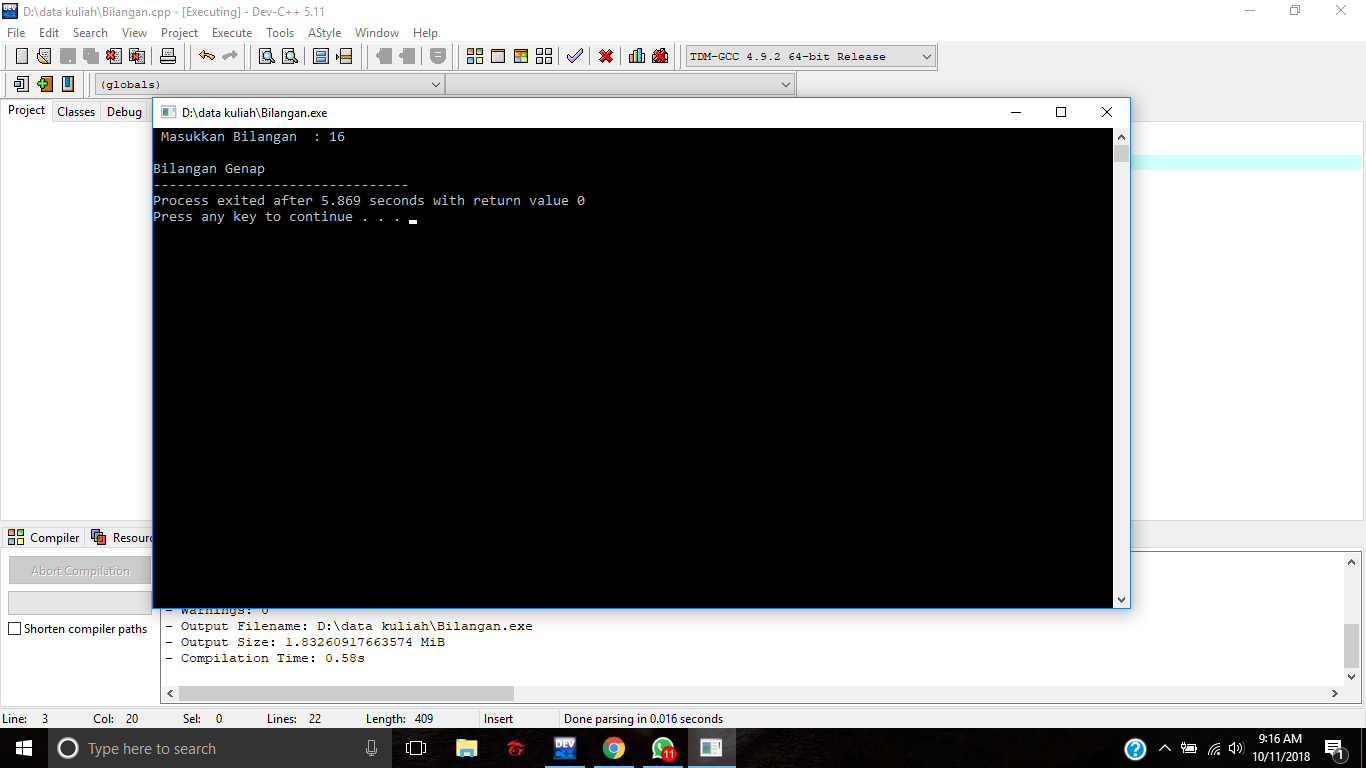 D:\data kuliah\Bilangan.cpp - [Executing] - Dev-C++ 5.11
File Edit Search View Project Execute Tools AStyle Window Help
TDM-GCC 4.9.2 64-bit Release
(globals)
Project Classes Debug
D:\data kuliah\Bilangan.exe
Masukkan Bilangan  : 16
Bilangan Genap
--------------------------------
Process exited after 5.869 seconds with return value 0
Press any key to continue . . .
Compiler Resourc
Abort Compilation
Shorten compiler paths
- Warnings: 0
- Output Filename: D:\data kuliah\Bilangan.exe
- Output Size: 1.83260917663574 MiB
- Compilation Time: 0.58s
Line: 3 Col: 20 Sel: 0 Lines: 22 Length: 409 Insert Done parsing in 0.016 seconds
Type here to search
DEV
C++
11
9:16 AM
10/11/2018
1